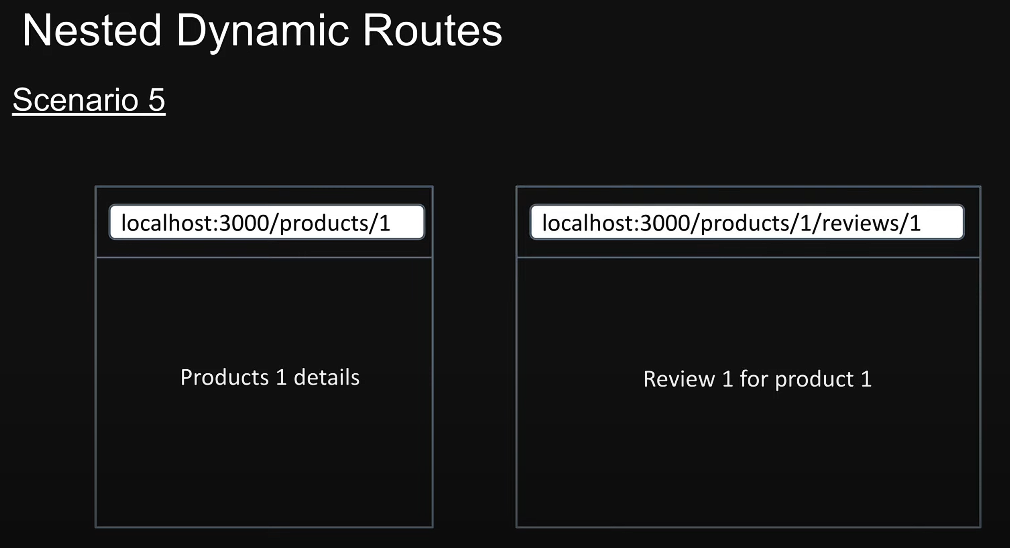 Nested Dynamic Routes
Scenario 5
localhost:3000/products/1
Products 1 details
localhost:3000/products/1/reviews/1
Review 1 for product 1